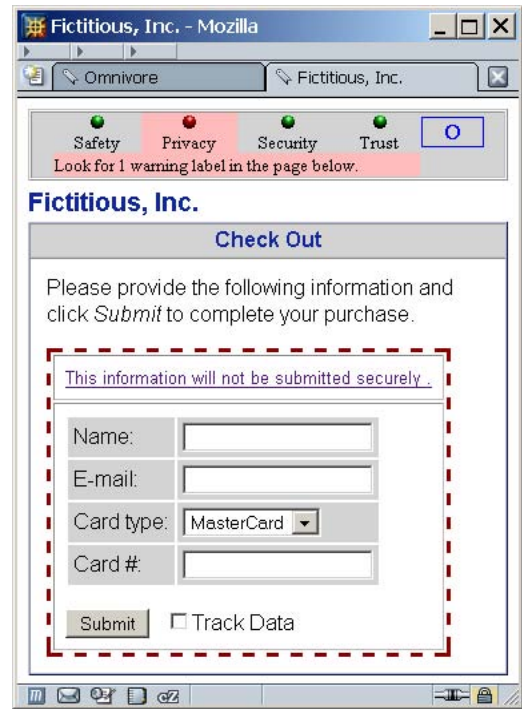 Fictitious, Inc. - Mozilla
Omnivore Fictitious, Inc.
Safety Privacy Security Trust O
Look for 1 warning label in the page below.
Fictitious, Inc.
Check Out
Please provide the following information and
click Submit to complete your purchase.
This information will not be submitted securely .
Name:
E-mail:
Card type: MasterCard
Card #:
Submit Track Data